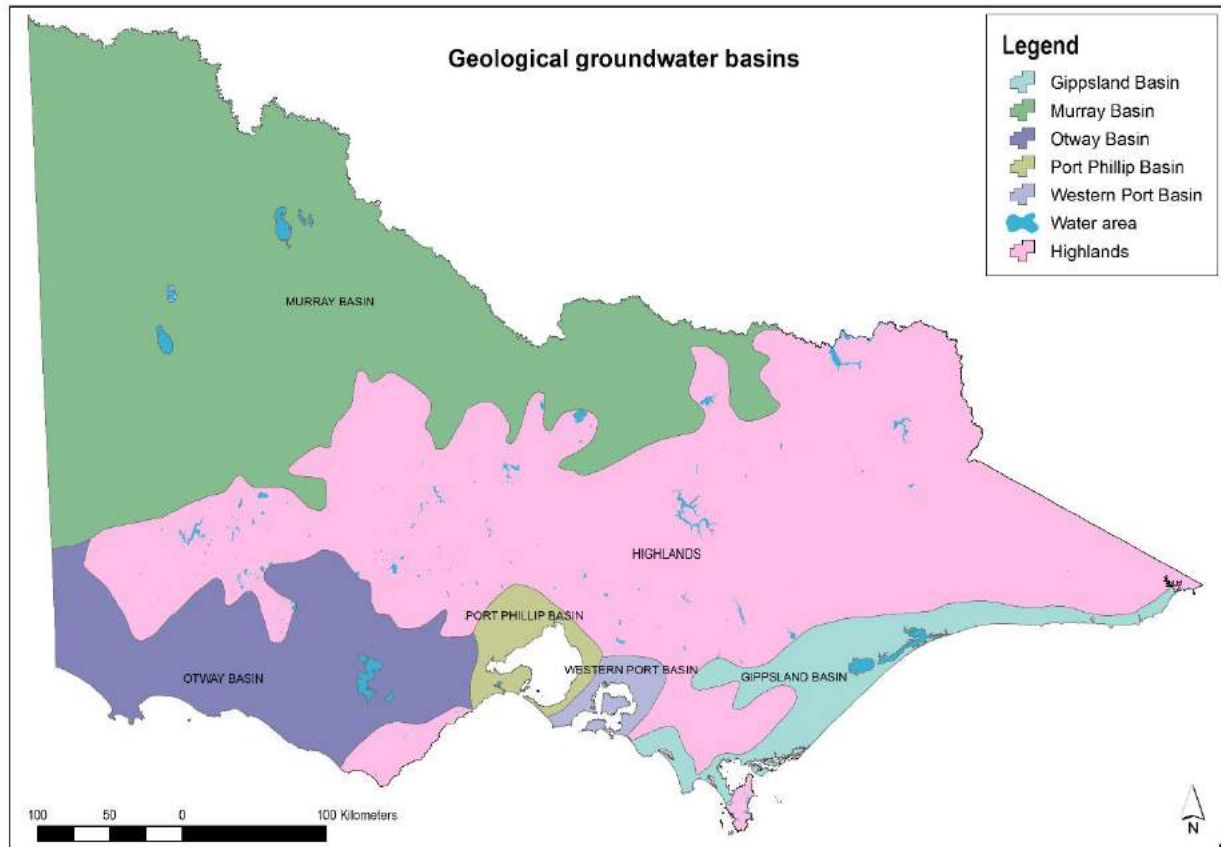 Geological groundwater basins
Legend
Gippsland Basin
Murray Basin
Otway Basin
Port Phillip Basin
Western Port Basin
Water area
Highlands
MURRAY BASIN
HIGHLANDS
PORT PHILLIP BASIN
WESTERN PORT BASIN
OTWAY BASIN
GIPPSLAND BASIN
100 50 0 100 Kilometers
N